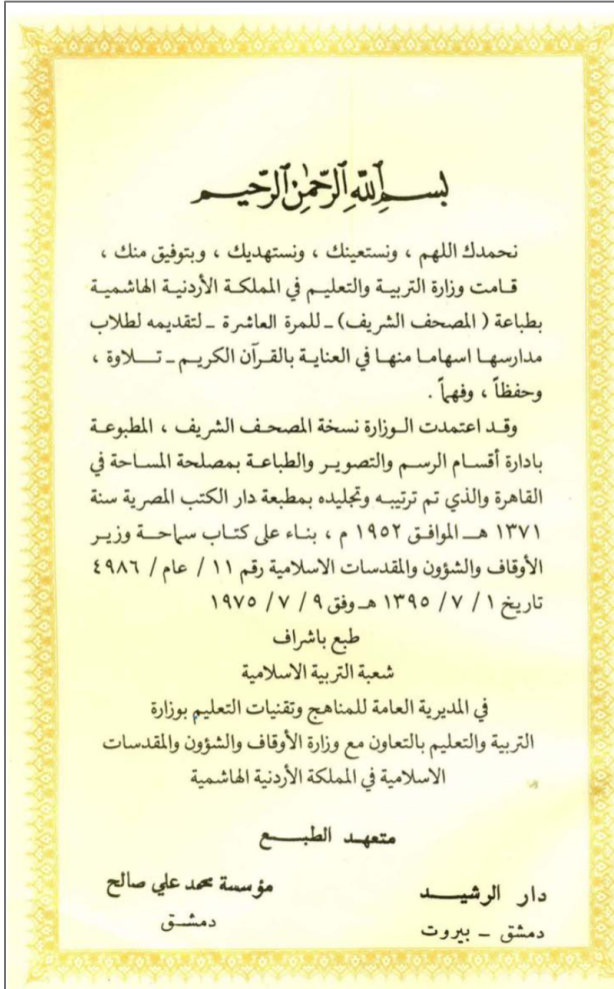 بسم الله الرحمن الرحيم
نحمدك اللهم ، ونستعينك ، ونستهديك ، وبتوفيق منك ،
قامت وزارة التربية والتعليم في المملكة الأردنية الهاشمية
بطباعة ( المصحف الشريف ) ـ للمرة العاشرة ـ لتقديمه لطلاب
مدارسها اسهاما منها في العناية بالقرآن الكريم ـ تلاوة ،
وحفظاً ، وفهماً .
وقد اعتمدت الوزارة نسخة المصحف الشريف ، المطبوعة
بادارة أقسام الرسم والتصوير والطباعة بمصلحة المساحة في
القاهرة والذي تم ترتيبه وتجليده بمطبعة دار الكتب المصرية سنة
١٣٧١ هـ الموافق ١٩٥٢ م ، بناء على كتاب سماحة وزير
الأوقاف والشؤون والمقدسات الاسلامية رقم ١١ / عام / ٤٩٨٦
تاريخ ١ / ٧ / ١٣٩٥ هـ وفق ٩ / ٧ / ١٩٧٥
طبع باشراف
شعبة التربية الاسلامية
في المديرية العامة للمناهج وتقنيات التعليم بوزارة
التربية والتعليم بالتعاون مع وزارة الأوقاف والشؤون والمقدسات
الاسلامية في المملكة الأردنية الهاشمية
متعهد الطبع
دار الرشيد
دمشق ـ بيروت
مؤسسة محمد علي صالح
دمشق